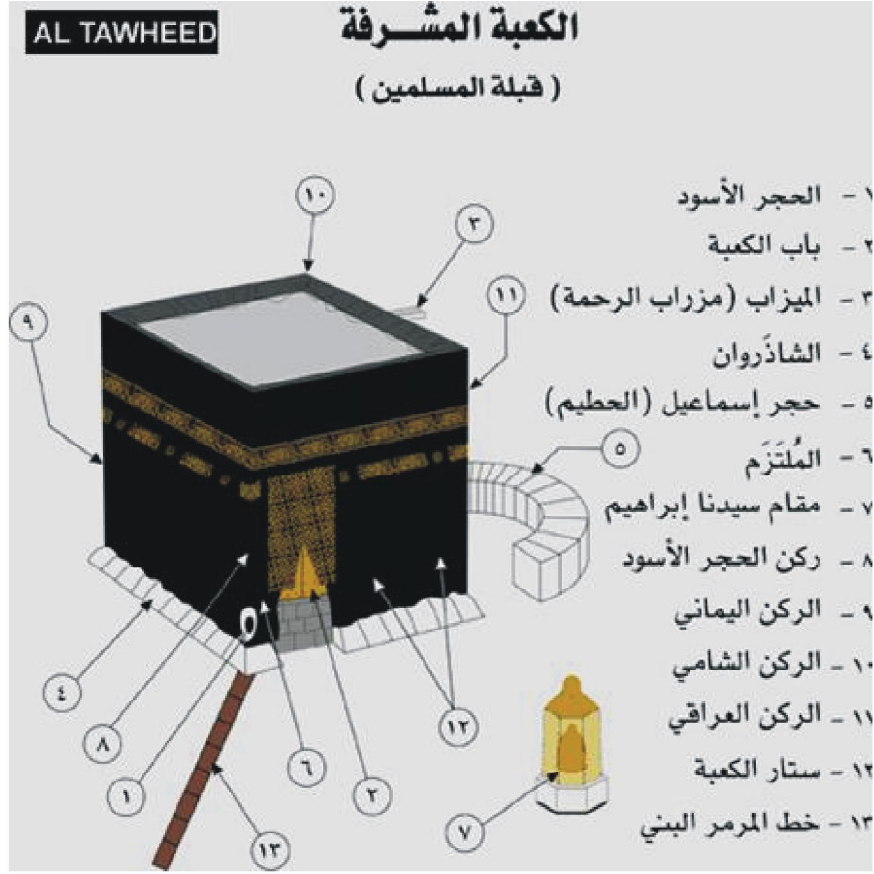 AL TAWHEED
الكعبة المشرفة
( قبلة المسلمين )
١ - الحجر الأسود
٢ - باب الكعبة
٣ - الميزاب (مزراب الرحمة)
٤ - الشاذَروان
٥ - حجر إسماعيل (الحطيم)
٦ - المُلتَزَم
٧ - مقام سيدنا إبراهيم
٨ - ركن الحجر الأسود
٩ - الركن اليماني
١٠ - الركن الشامي
١١ - الركن العراقي
١٢ - ستار الكعبة
١٣ - خط المرمر البني
١٠
٣
١١
٩
٥
٤
٨
١
٦
٢
١٢
٧
١٣